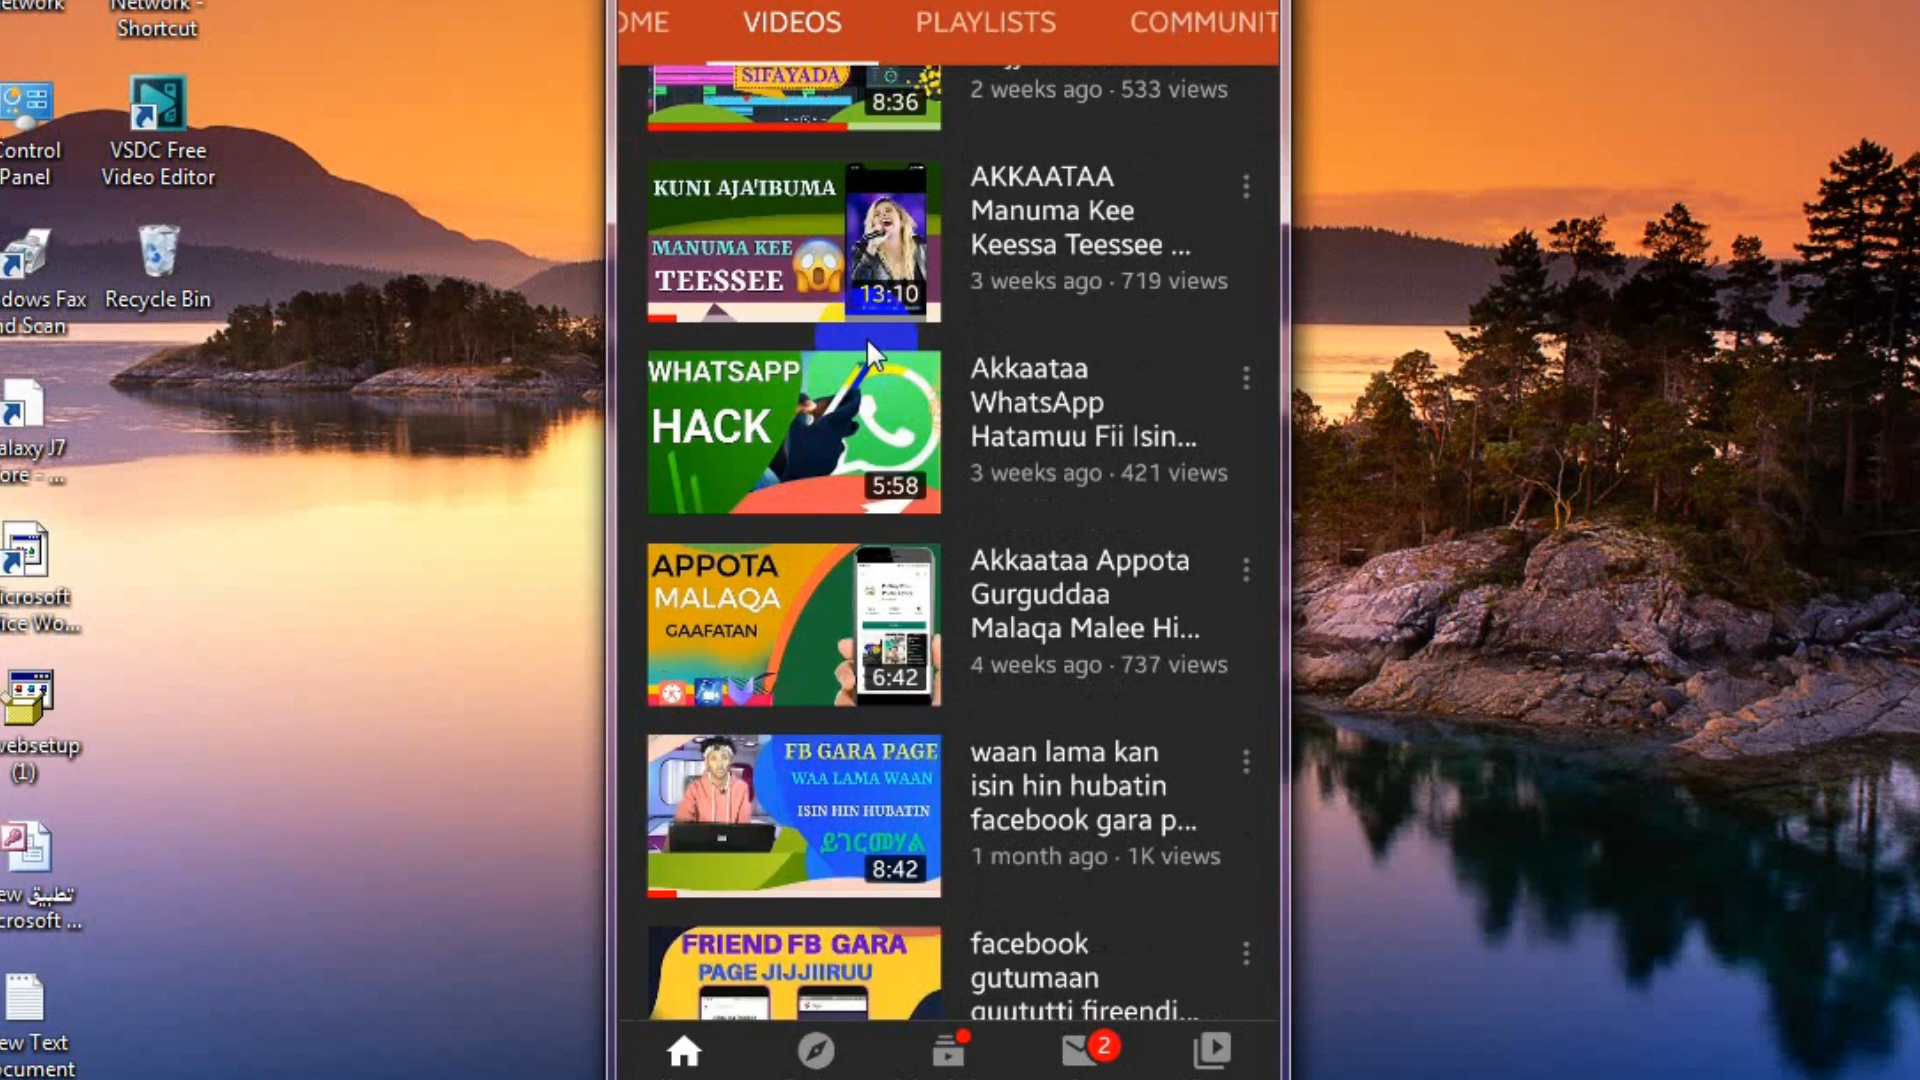 etwork
Network -
Shortcut
Control
Panel
VSDC Free
Video Editor
dows Fax
nd Scan
Recycle Bin
alaxy J7
ore - ...
icrosoft
ice Wo...
websetup
(1)
ew تطبيق
crosoft ...
ew Text
ocument
OME
VIDEOS
PLAYLISTS
COMMUNIT
SIFAYADA
8:36
2 weeks ago · 533 views
KUNI AJA'IBUMA
MANUMA KEE
TEESSEE
13:10
AKKAATAA
Manuma Kee
Keessa Teessee ...
3 weeks ago · 719 views
WHATSAPP
HACK
5:58
Akkaataa
WhatsApp
Hatamuu Fii Isin...
3 weeks ago · 421 views
APPOTA
MALAQA
GAAFATAN
6:42
Akkaataa Appota
Gurguddaa
Malaqa Malee Hi...
4 weeks ago · 737 views
FB GARA PAGE
WAA LAMA WAAN
ISIN HIN HUBATIN
8:42
waan lama kan
isin hin hubatin
facebook gara p...
1 month ago · 1K views
FRIEND FB GARA
PAGE JIJJIIRUU
facebook
gutumaan
guututti fireendi...
2